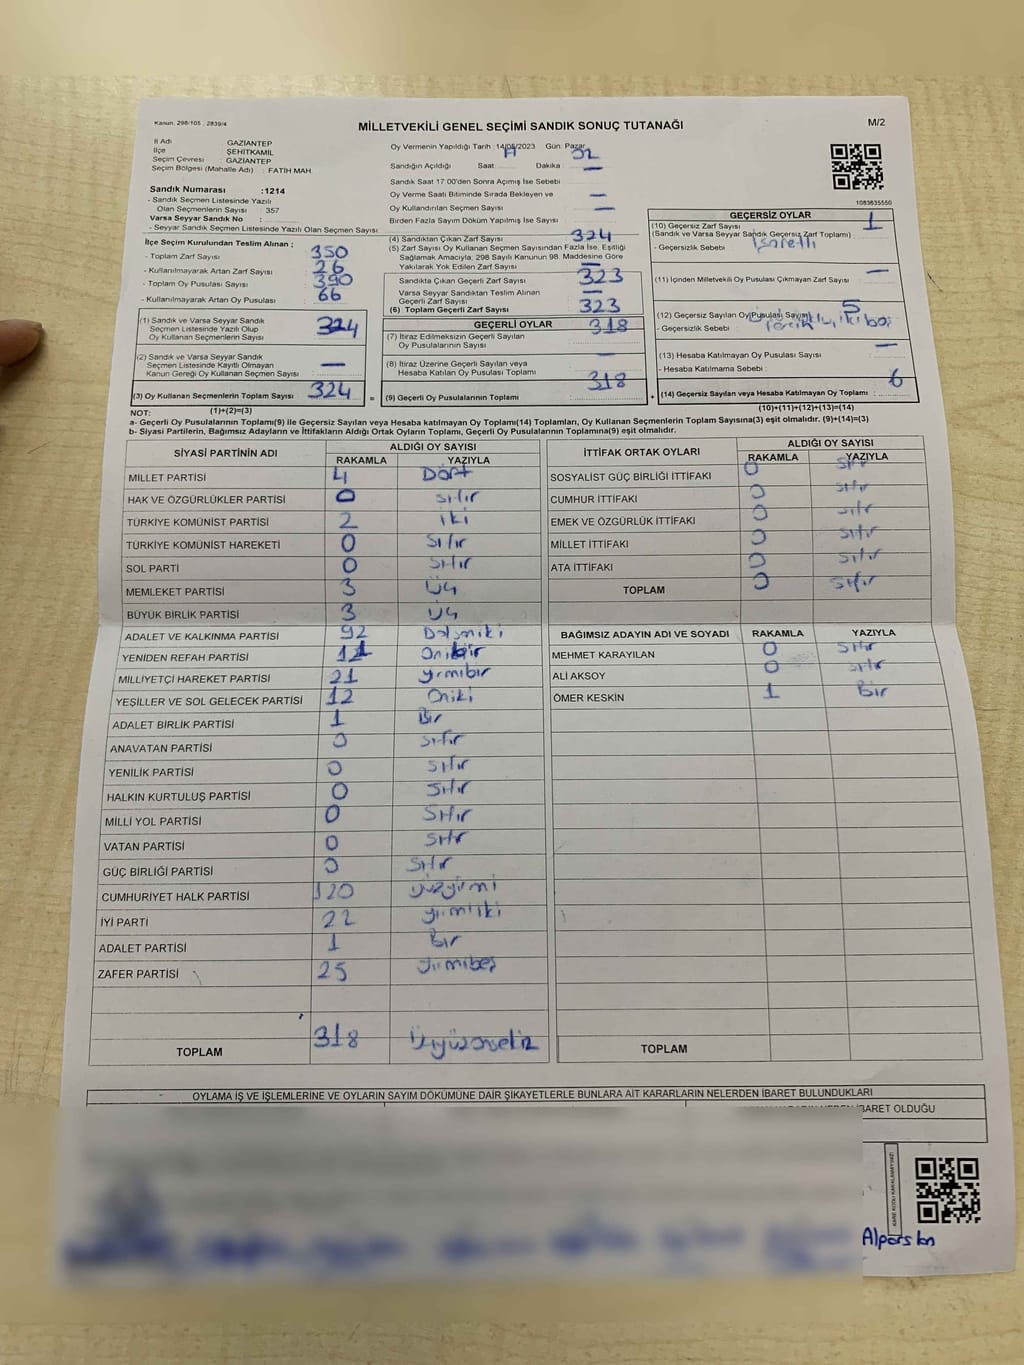 Kanun, 298/105 , 2839/4
MİLLETVEKİLİ GENEL SEÇİMİ SANDIK SONUÇ TUTANAĞI
M/2
İl Adı GAZİANTEP
İlçe ŞEHİTKAMİL
Seçim Çevresi : GAZİANTEP
Seçim Bölgesi (Mahalle Adı) : FATIH MAH
Sandık Numarası :1214
- Sandık Seçmen Listesinde Yazılı
Olan Seçmenlerin Sayısı : 357
Varsa Seyyar Sandık No :
- Seyyar Sandık Seçmen Listesinde Yazılı Olan Seçmen Sayısı
Oy Vermenin Yapıldığı Tarih : 14/05/2023 Gün: Pazar
Sandığın Açıldığı Saat 17 Dakika : 32
Sandık Saat 17.00'den Sonra Açımış İse Sebebi
Oy Verme Saati Bitiminde Sırada Bekleyen ve —
Oy Kullandırılan Seçmen Sayısı —
Birden Fazla Sayım Döküm Yapılmış İse Sayısı :
1083835550
İlçe Seçim Kurulundan Teslim Alınan ;
- Toplam Zarf Sayısı : 350
- Kullanılmayarak Artan Zarf Sayısı : 26
- Toplam Oy Pusulası Sayısı : 390
- Kullanılmayarak Artan Oy Pusulası : 66
(1) Sandık ve Varsa Seyyar Sandık
Seçmen Listesinde Yazılı Olup
Oy Kullanan Seçmenlerin Sayısı : 324
(2) Sandık ve Varsa Seyyar Sandık
Seçmen Listesinde Kayıtlı Olmayan
Kanun Gereği Oy Kullanan Seçmen Sayısı : —
(3) Oy Kullanan Seçmenlerin Toplam Sayısı 324
(4) Sandıktan Çıkan Zarf Sayısı 324
(5) Zarf Sayısı Oy Kullanan Seçmen Sayısından Fazla İse, Eşitliği
Sağlamak Amacıyla, 298 Sayılı Kanunun 98. Maddesine Göre
Yakılarak Yok Edilen Zarf Sayısı —
Sandıkta Çıkan Geçerli Zarf Sayısı 323
Varsa Seyyar Sandıktan Teslim Alınan
Geçerli Zarf Sayısı —
(6) Toplam Geçerli Zarf Sayısı 323
GEÇERLİ OYLAR
(7) İtiraz Edilmeksizin Geçerli Sayılan
Oy Pusulalarının Sayısı 318
(8) İtiraz Üzerine Geçerli Sayılan veya
Hesaba Katılan Oy Pusulası Toplamı —
= (9) Geçerli Oy Pusulalarının Toplamı 318
GEÇERSİZ OYLAR
(10) Geçersiz Zarf Sayısı 1
(Sandık ve Varsa Seyyar Sandık Geçersiz Zarf Toplamı)
- Geçersizlik Sebebi : işaretli
(11) İçinden Milletvekili Oy Pusulası Çıkmayan Zarf Sayısı —
(12) Geçersiz Sayılan Oy Pusulası Sayısı 5
- Geçersizlik Sebebi :
(13) Hesaba Katılmayan Oy Pusulası Sayısı —
- Hesaba Katılmama Sebebi :
+ (14) Geçersiz Sayılan veya Hesaba Katılmayan Oy Toplamı 6
NOT: (1)+(2)=(3) (10)+(11)+(12)+(13)=(14)
a- Geçerli Oy Pusulaları Toplamı(9) ile Geçersiz Sayılan veya Hesaba Katılmayan Oy Toplamı(14) Toplamları, Oy Kullanan Seçmenlerin Toplam Sayısına(3) eşit olmalıdır. (9)+(14)=(3)
b- Siyasi Partilerin, Bağımsız Adayların ve İttifakların Aldığı Ortak Oyların Toplamı, Geçerli Oy Pusulalarının Toplamına(9) eşit olmalıdır.
SİYASİ PARTİNİN ADI ALDIĞI OY SAYISI
RAKAMLA YAZIYLA
MİLLET PARTİSİ 4 Dört
HAK VE ÖZGÜRLÜKLER PARTİSİ 0 sıfır
TÜRKİYE KOMÜNİST PARTİSİ 2 iki
TÜRKİYE KOMÜNİST HAREKETİ 0 Sıfır
SOL PARTİ 0 Sıfır
MEMLEKET PARTİSİ 3 Üç
BÜYÜK BİRLİK PARTİSİ 3 Üç
ADALET VE KALKINMA PARTİSİ 92 Doksaniki
YENİDEN REFAH PARTİSİ 11 Onbir
MİLLİYETÇİ HAREKET PARTİSİ 21 yirmibir
YEŞİLLER VE SOL GELECEK PARTİSİ 12 Oniki
ADALET BİRLİK PARTİSİ 1 Bir
ANAVATAN PARTİSİ 0 sıfır
YENİLİK PARTİSİ 0 sıfır
HALKIN KURTULUŞ PARTİSİ 0 Sıfır
MİLLİ YOL PARTİSİ 0 Sıfır
VATAN PARTİSİ 0 Sıfır
GÜÇ BİRLİĞİ PARTİSİ 0 Sıfır
CUMHURİYET HALK PARTİSİ 120 yüzyirmi
İYİ PARTİ 22 yirmiiki
ADALET PARTİSİ 1 Bir
ZAFER PARTİSİ 25 yirmibeş
TOPLAM 318 Üçyüzonsekiz
İTTİFAK ORTAK OYLARI ALDIĞI OY SAYISI
RAKAMLA YAZIYLA
SOSYALİST GÜÇ BİRLİĞİ İTTİFAKI 0 sıfır
CUMHUR İTTİFAKI 0 sıfır
EMEK VE ÖZGÜRLÜK İTTİFAKI 0 sıfır
MİLLET İTTİFAKI 0 sıfır
ATA İTTİFAKI 0 sıfır
TOPLAM 0 sıfır
BAĞIMSIZ ADAYIN ADI VE SOYADI RAKAMLA YAZIYLA
MEHMET KARAYILAN 0 sıfır
ALİ AKSOY 0 sıfır
ÖMER KESKİN 1 Bir
TOPLAM
OYLAMA İŞ VE İŞLEMLERİNE VE OYLARIN SAYIM DÖKÜMÜNE DAİR ŞİKAYETLERLE BUNLARA AİT KARARLARIN NELERDEN İBARET BULUNDUKLARI
İBARET OLDUĞU
KARE KODU KARALAMAYINIZ!
Alparslan